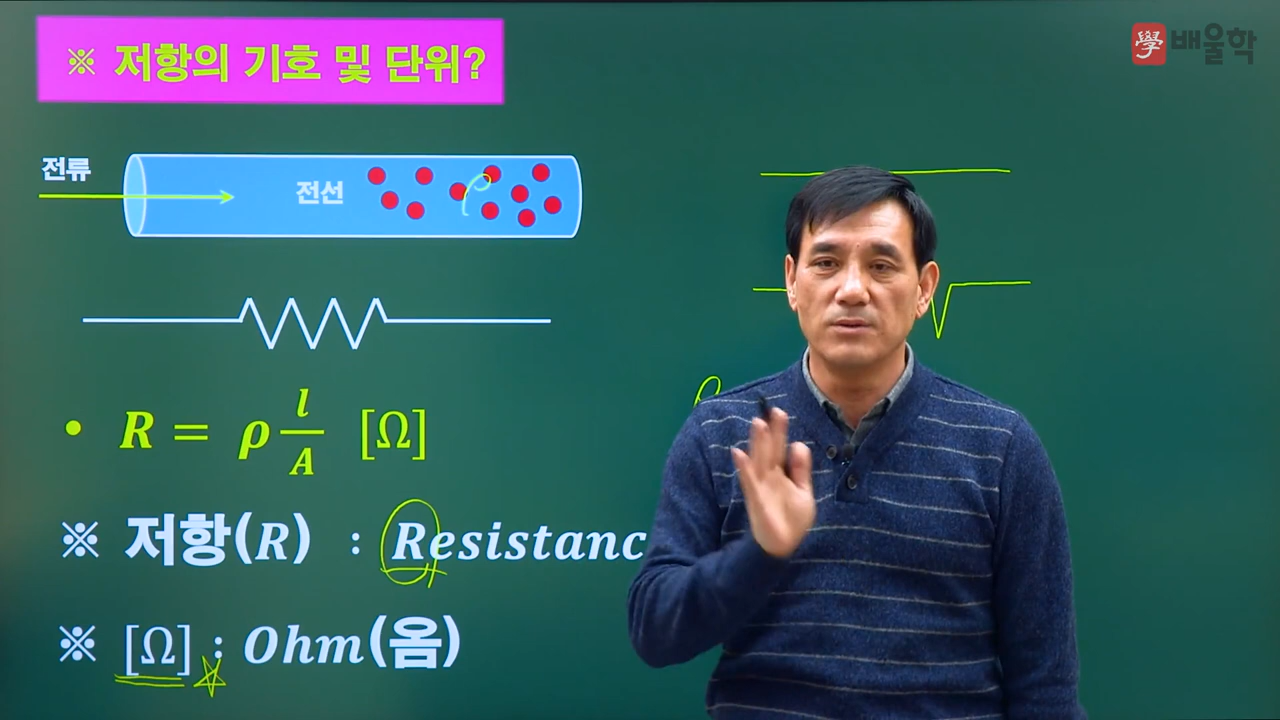 ※ 저항의 기호 및 단위?
學 배울학
전류
전선
• R = ρ l/A [Ω]
※ 저항(R) : Resistanc
※ [Ω] : Ohm(옴)